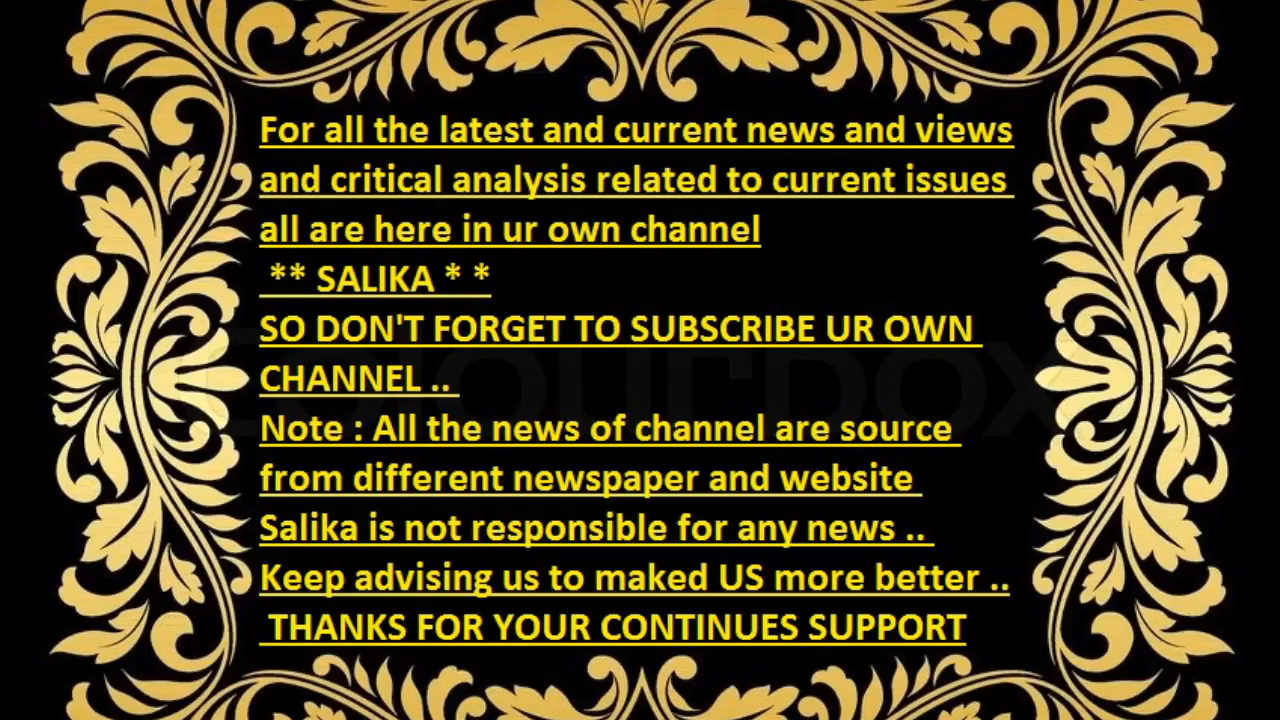 For all the latest and current news and views
and critical analysis related to current issues
all are here in ur own channel
** SALIKA * *
SO DON'T FORGET TO SUBSCRIBE UR OWN
CHANNEL ..
Note : All the news of channel are source
from different newspaper and website
Salika is not responsible for any news ..
Keep advising us to maked US more better ..
THANKS FOR YOUR CONTINUES SUPPORT
colourbox